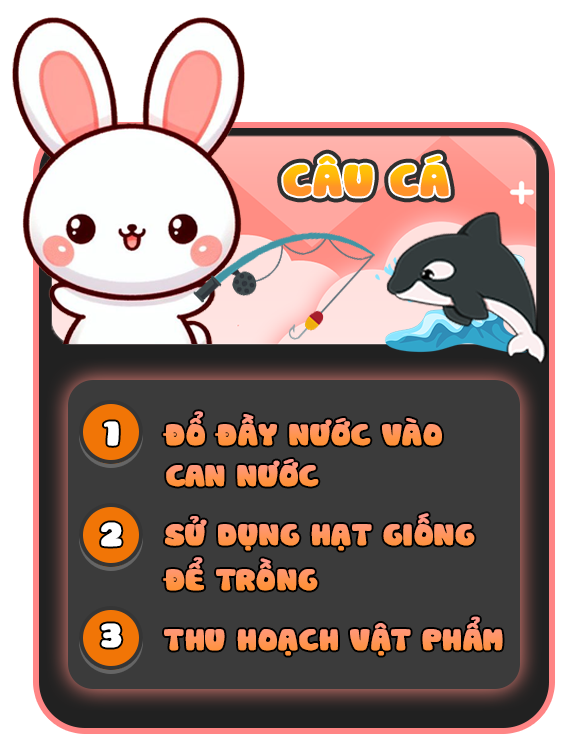 CÂU CÁ
1 ĐỔ ĐẦY NƯỚC VÀO
CAN NƯỚC
2 SỬ DỤNG HẠT GIỐNG
ĐỂ TRỒNG
3 THU HOẠCH VẬT PHẨM